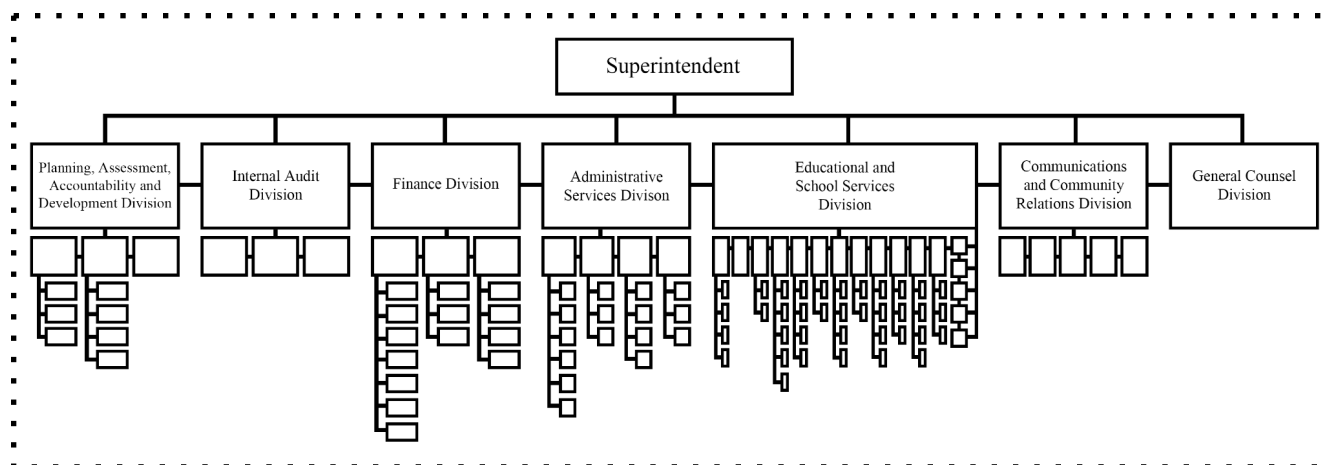 Superintendent
Planning, Assessment,
Accountability and
Development Division
Internal Audit
Division
Finance Division
Administrative
Services Divison
Educational and
School Services
Division
Communications
and Community
Relations Division
General Counsel
Division